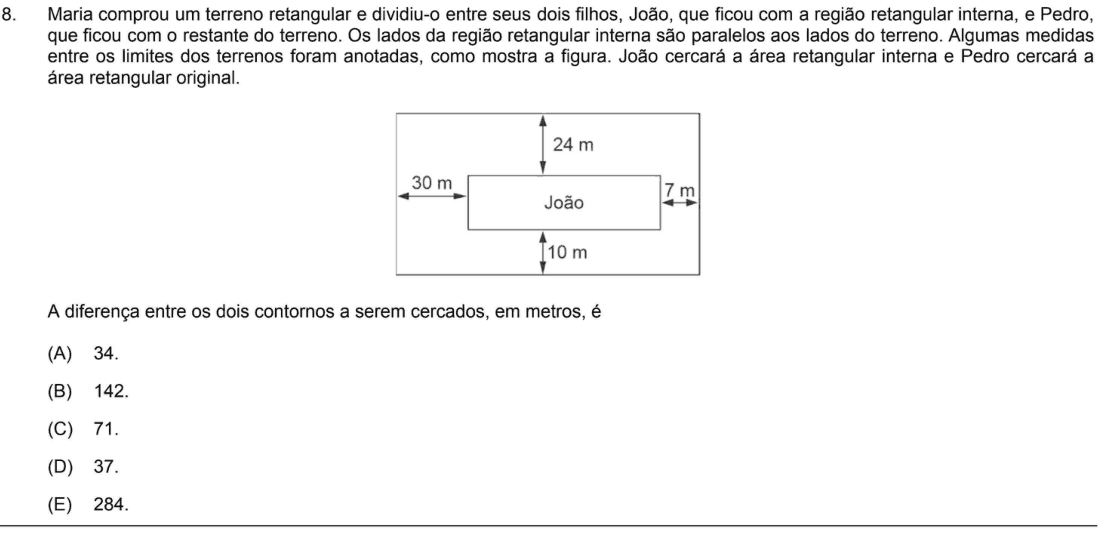 8. Maria comprou um terreno retangular e dividiu-o entre seus dois filhos, João, que ficou com a região retangular interna, e Pedro,
que ficou com o restante do terreno. Os lados da região retangular interna são paralelos aos lados do terreno. Algumas medidas
entre os limites dos terrenos foram anotadas, como mostra a figura. João cercará a área retangular interna e Pedro cercará a
área retangular original.
24 m
30 m
7 m
João
10 m
A diferença entre os dois contornos a serem cercados, em metros, é
(A) 34.
(B) 142.
(C) 71.
(D) 37.
(E) 284.